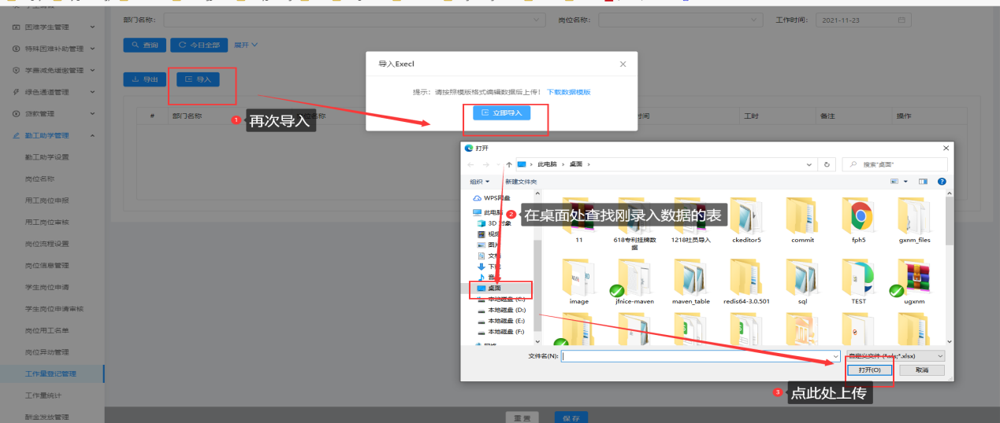 部门名称:
岗位名称:
工作时间: 2021-11-23
困难学生管理
特殊困难补助管理
学费减免缓缴管理
绿色通道管理
贷款管理
勤工助学管理
勤工助学设置
岗位名称
用工岗位申报
用工岗位审核
岗位流程设置
岗位信息管理
学生岗位申请
学生岗位申请审核
岗位用工名单
岗位异动管理
工作量登记管理
工作量统计
酬金发放管理
查询 今日全部 展开
导出 导入
# 部门名称 工时 备注 操作
1 再次导入
导入Execl
提示: 请按照模版格式编辑数据后上传! 下载数据模版
立即导入
打开
此电脑 > 桌面 >
搜索"桌面"
组织 新建文件夹
WPS网盘
此电脑
3D 对象
视频
图片
文档
下载
音乐
桌面
本地磁盘 (C:)
本地磁盘 (D:)
本地磁盘 (E:)
本地磁盘 (F:)
网络
2 在桌面处查找刚录入数据的表
11 618专利挂牌数据 1218社员导入 ckeditor5 commit fph5 gxnm_files
image jfnice-maven maven_table redis64-3.0.501 sql TEST ugxnm
文件名(N):
自定义文件 (*.xls;*.xlsx)
打开(O) 取消
3 点此处上传
重置 保存